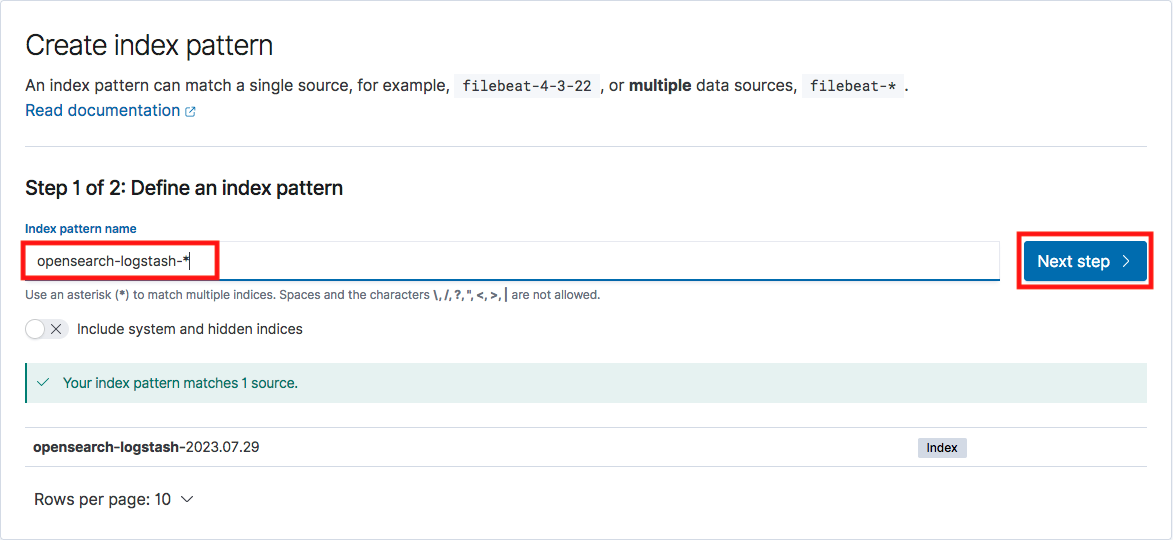 Create index pattern
An index pattern can match a single source, for example, filebeat-4-3-22 , or multiple data sources, filebeat-* .
Read documentation
Step 1 of 2: Define an index pattern
Index pattern name
opensearch-logstash-*
Next step
Use an asterisk (*) to match multiple indices. Spaces and the characters \, /, ?, ", <, >, | are not allowed.
Include system and hidden indices
Your index pattern matches 1 source.
opensearch-logstash-2023.07.29 Index
Rows per page: 10